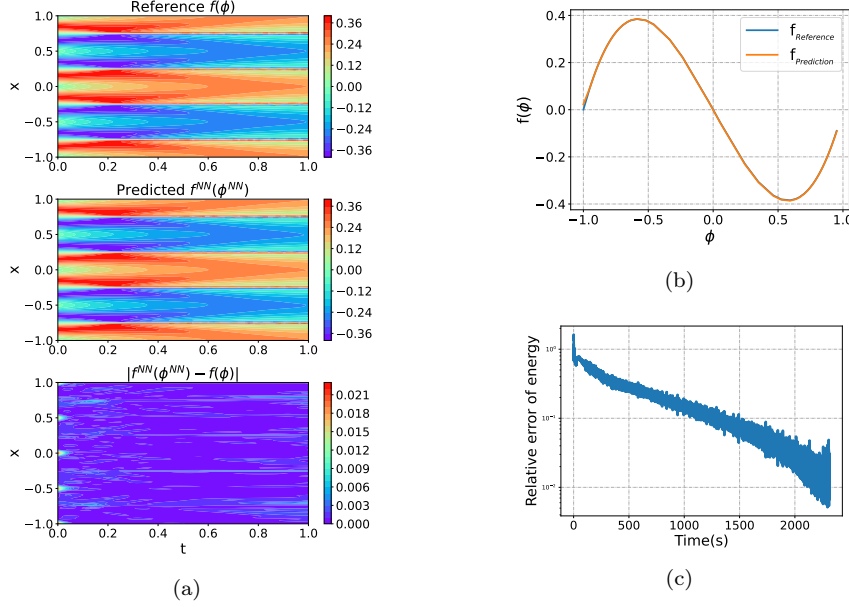 Reference f(ϕ)
1.0
0.5
0.0
−0.5
−1.0
x
0.0 0.2 0.4 0.6 0.8 1.0
0.36
0.24
0.12
0.00
−0.12
−0.24
−0.36
Predicted f^NN(ϕ^NN)
1.0
0.5
0.0
−0.5
−1.0
x
0.0 0.2 0.4 0.6 0.8 1.0
0.36
0.24
0.12
0.00
−0.12
−0.24
−0.36
|f^NN(ϕ^NN) − f(ϕ)|
1.0
0.5
0.0
−0.5
−1.0
x
0.0 0.2 0.4 0.6 0.8 1.0
t
0.021
0.018
0.015
0.012
0.009
0.006
0.003
0.000
(a)
f_Reference
f_Prediction
0.4
0.2
0.0
−0.2
−0.4
f(ϕ)
−1.0 −0.5 0.0 0.5 1.0
ϕ
(b)
Relative error of energy
10^0
0 500 1000 1500 2000
Time(s)
(c)